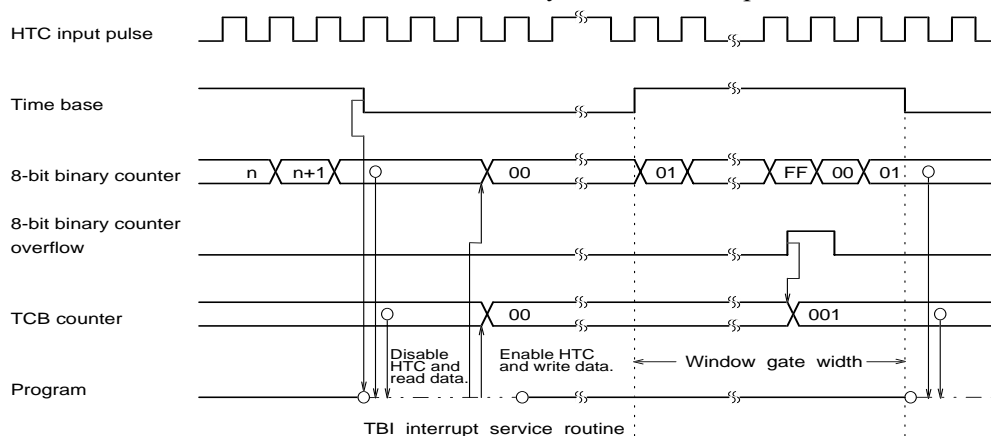 HTC input pulse
Time base
8-bit binary counter
n n+1 00 01 FF 00 01
8-bit binary counter
overflow
TCB counter
00 001
Disable
HTC and
read data.
Enable HTC
and write data.
Window gate width
Program
TBI interrupt service routine